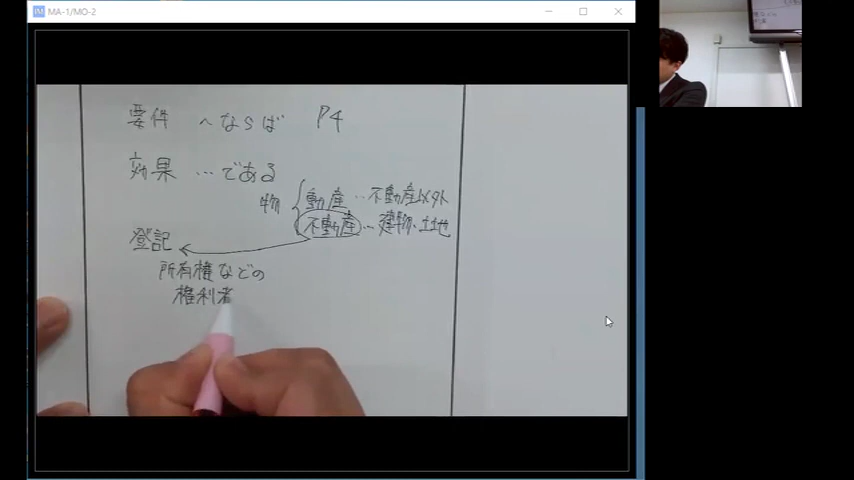 MA-1/MO-2
要件 〜ならば P4
効果 …である
物 動産 …不動産以外
不動産 …建物、土地
登記
所有権などの
権利者